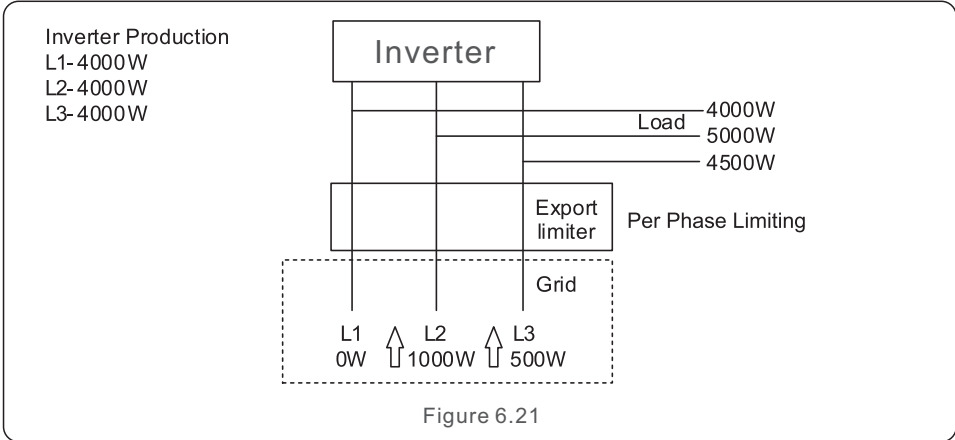 Inverter Production
L1-4000W
L2-4000W
L3-4000W
Inverter
Load
4000W
5000W
4500W
Export
limiter
Per Phase Limiting
Grid
L1 L2 L3
0W 1000W 500W
Figure 6.21